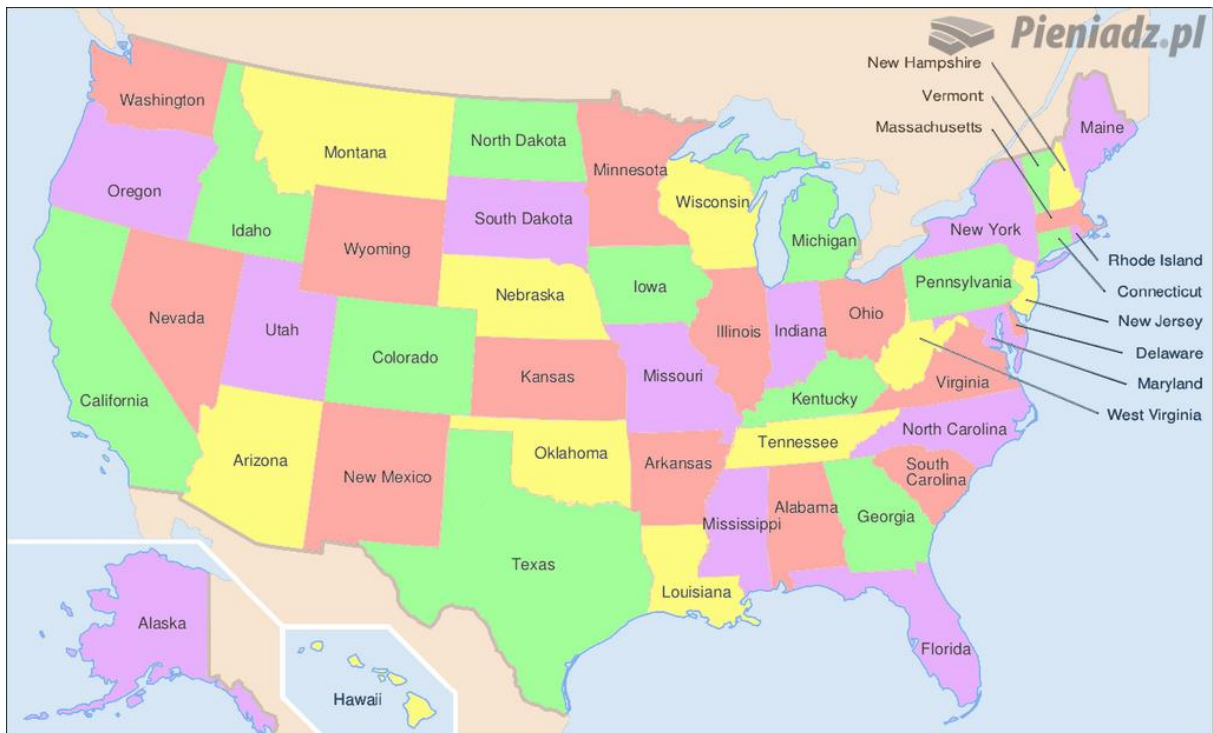 Pieniadz.pl
New Hampshire
Vermont
Massachusetts
Washington
Maine
Montana
North Dakota
Minnesota
Oregon
Wisconsin
Idaho
South Dakota
New York
Wyoming
Michigan
Rhode Island
Pennsylvania
Iowa
Connecticut
Nebraska
Nevada
Utah
Illinois
Indiana
Ohio
New Jersey
Colorado
Delaware
Kansas
Missouri
Virginia
Maryland
California
Kentucky
West Virginia
North Carolina
Tennessee
Oklahoma
Arizona
New Mexico
Arkansas
South
Carolina
Mississippi
Alabama
Georgia
Texas
Louisiana
Alaska
Florida
Hawaii